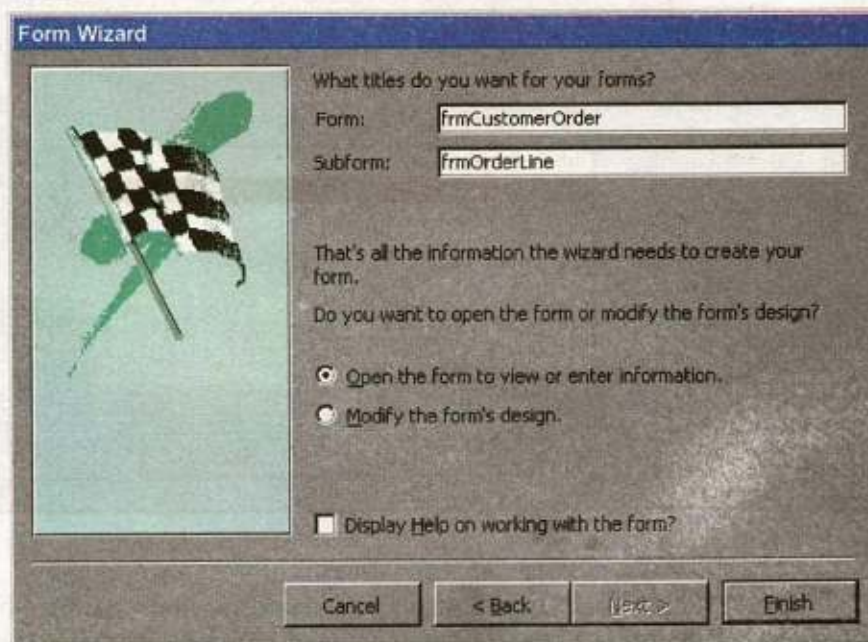 Form Wizard
What titles do you want for your forms?
Form: frmCustomerOrder
Subform: frmOrderLine
That's all the information the wizard needs to create your
form.
Do you want to open the form or modify the form's design?
Open the form to view or enter information.
Modify the form's design.
Display Help on working with the form?
Cancel < Back Next > Finish